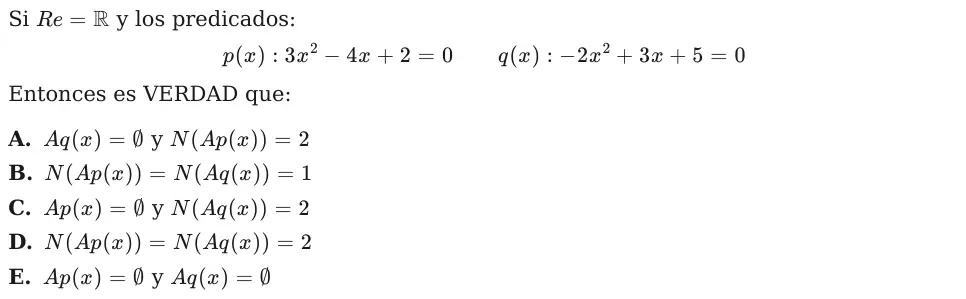 Si Re = ℝ y los predicados:
p(x) : 3x² − 4x + 2 = 0 q(x) : −2x² + 3x + 5 = 0
Entonces es VERDAD que:
A. Aq(x) = ∅ y N(Ap(x)) = 2
B. N(Ap(x)) = N(Aq(x)) = 1
C. Ap(x) = ∅ y N(Aq(x)) = 2
D. N(Ap(x)) = N(Aq(x)) = 2
E. Ap(x) = ∅ y Aq(x) = ∅